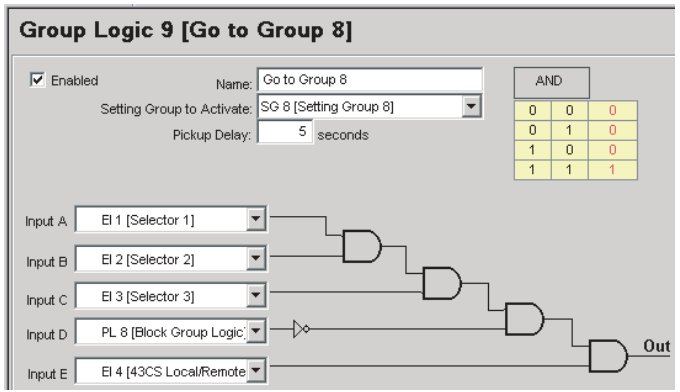 Group Logic 9 [Go to Group 8]
Enabled
Name: Go to Group 8
Setting Group to Activate: SG 8 [Setting Group 8]
Pickup Delay: 5 seconds
AND
0 0 0
0 1 0
1 0 0
1 1 1
Input A EI 1 [Selector 1]
Input B EI 2 [Selector 2]
Input C EI 3 [Selector 3]
Input D PL 8 [Block Group Logic]
Input E EI 4 [43CS Local/Remote
Out